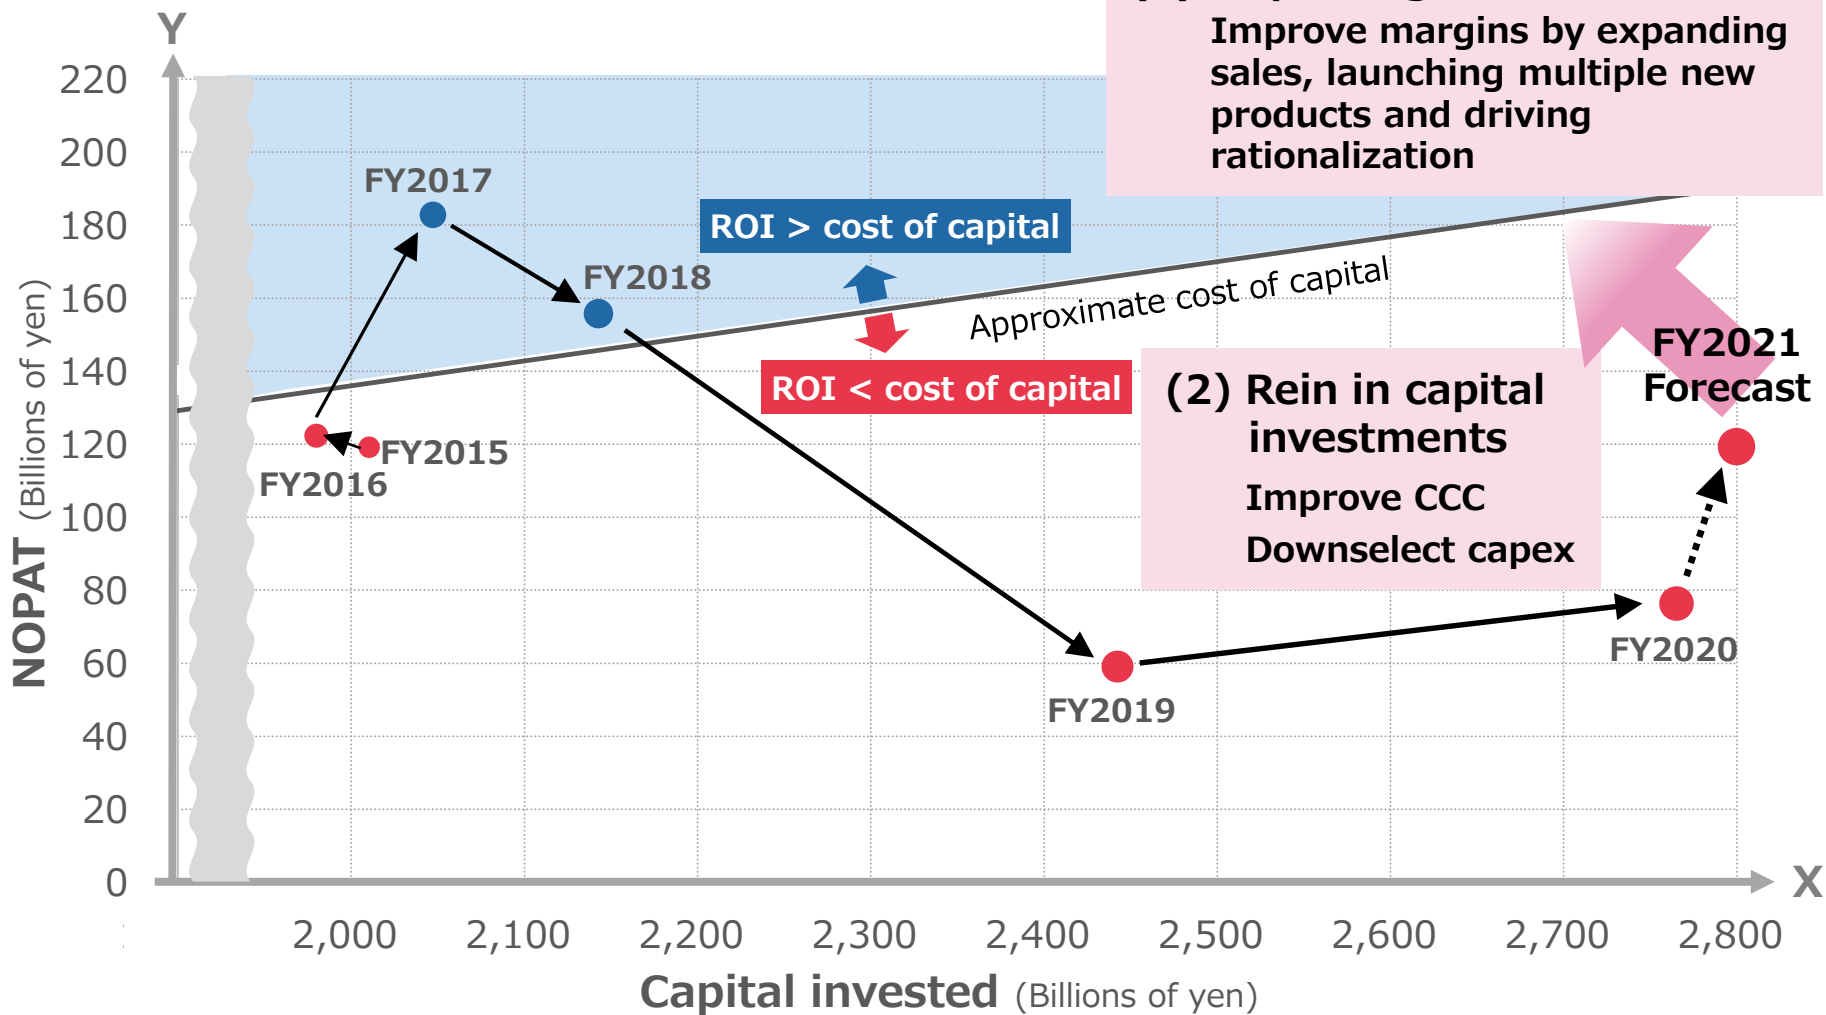 Improve margins by expanding
sales, launching multiple new
products and driving
rationalization
Y
220
200
180
160
140
120
100
80
60
40
20
0
NOPAT (Billions of yen)
FY2017
FY2018
FY2016
FY2015
FY2019
FY2020
FY2021
Forecast
ROI > cost of capital
Approximate cost of capital
ROI < cost of capital
(2) Rein in capital
investments
Improve CCC
Downselect capex
X
2,000
2,100
2,200
2,300
2,400
2,500
2,600
2,700
2,800
Capital invested (Billions of yen)